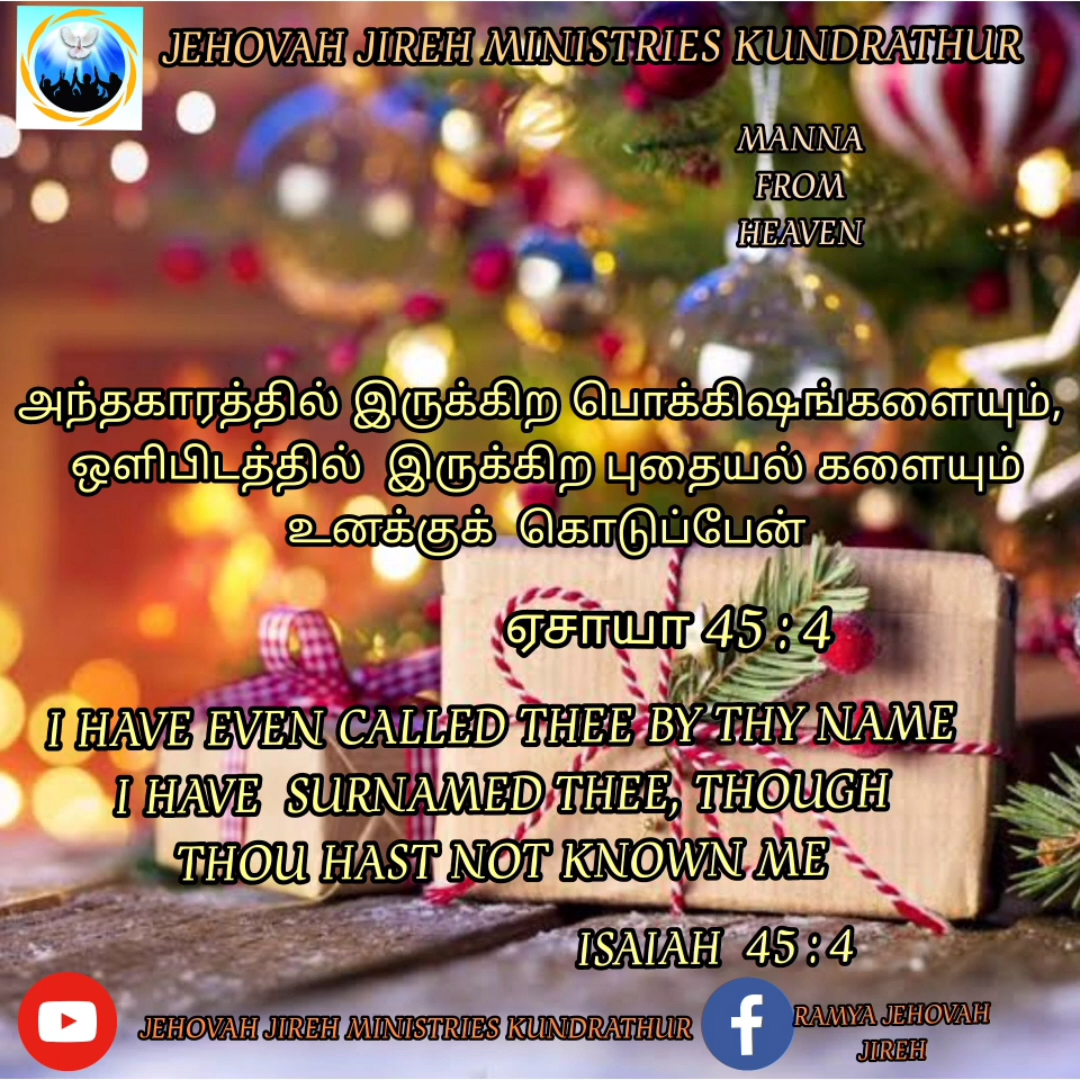 JEHOVAH JIREH MINISTRIES KUNDRATHUR
MANNA
FROM
HEAVEN
அந்தகாரத்தில் இருக்கிற பொக்கிஷங்களையும்,
ஒளிபிடத்தில் இருக்கிற புதையல் களையும்
உனக்குக் கொடுப்பேன்
ஏசாயா 45 : 4
I HAVE EVEN CALLED THEE BY THY NAME
I HAVE SURNAMED THEE, THOUGH
THOU HAST NOT KNOWN ME
ISAIAH 45 : 4
JEHOVAH JIREH MINISTRIES KUNDRATHUR
RAMYA JEHOVAH
JIREH